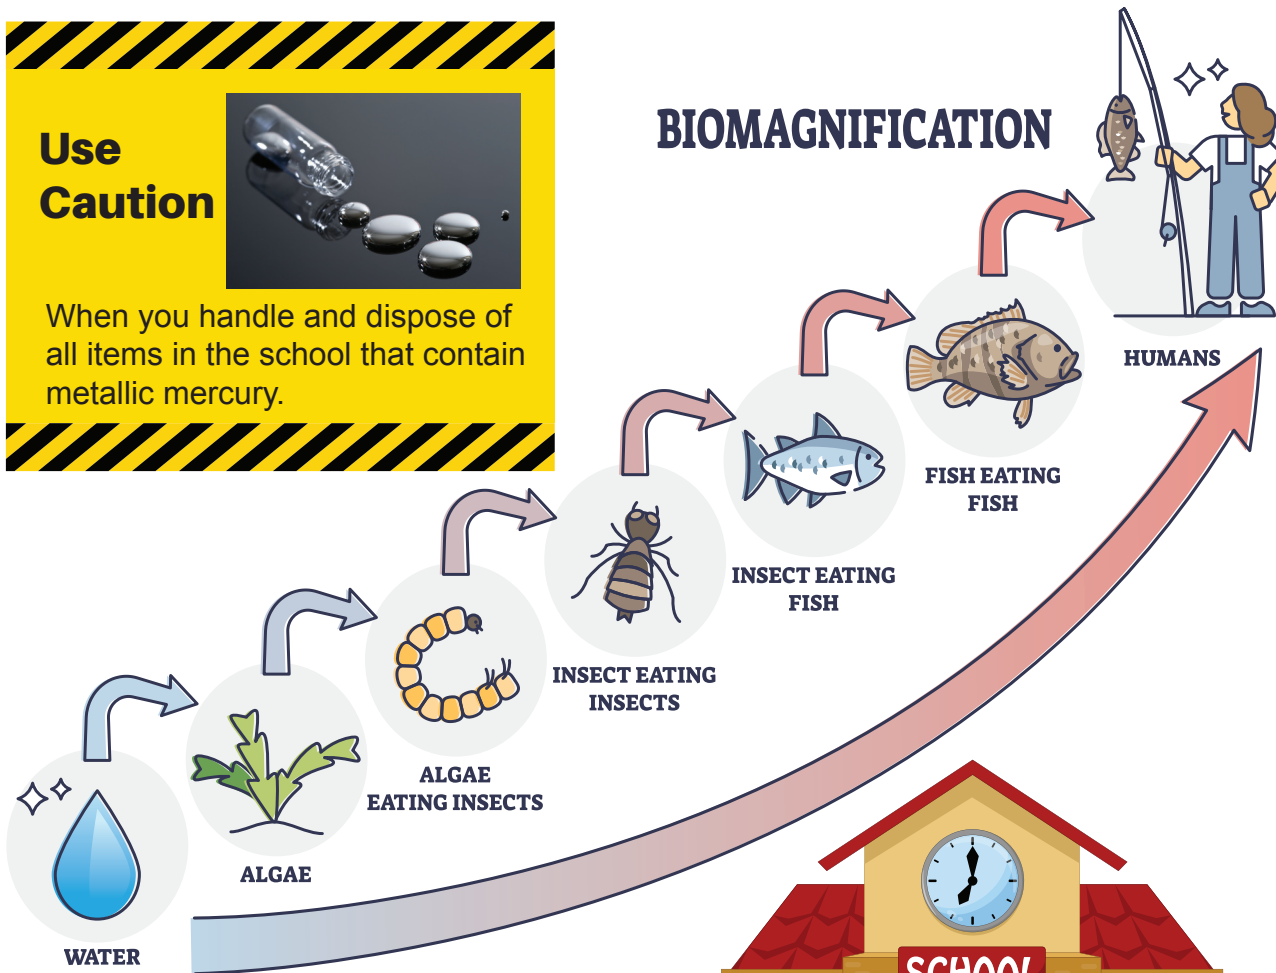 Use
Caution
When you handle and dispose of
all items in the school that contain
metallic mercury.
BIOMAGNIFICATION
HUMANS
FISH EATING
FISH
INSECT EATING
FISH
INSECT EATING
INSECTS
ALGAE
EATING INSECTS
ALGAE
WATER
SCHOOL